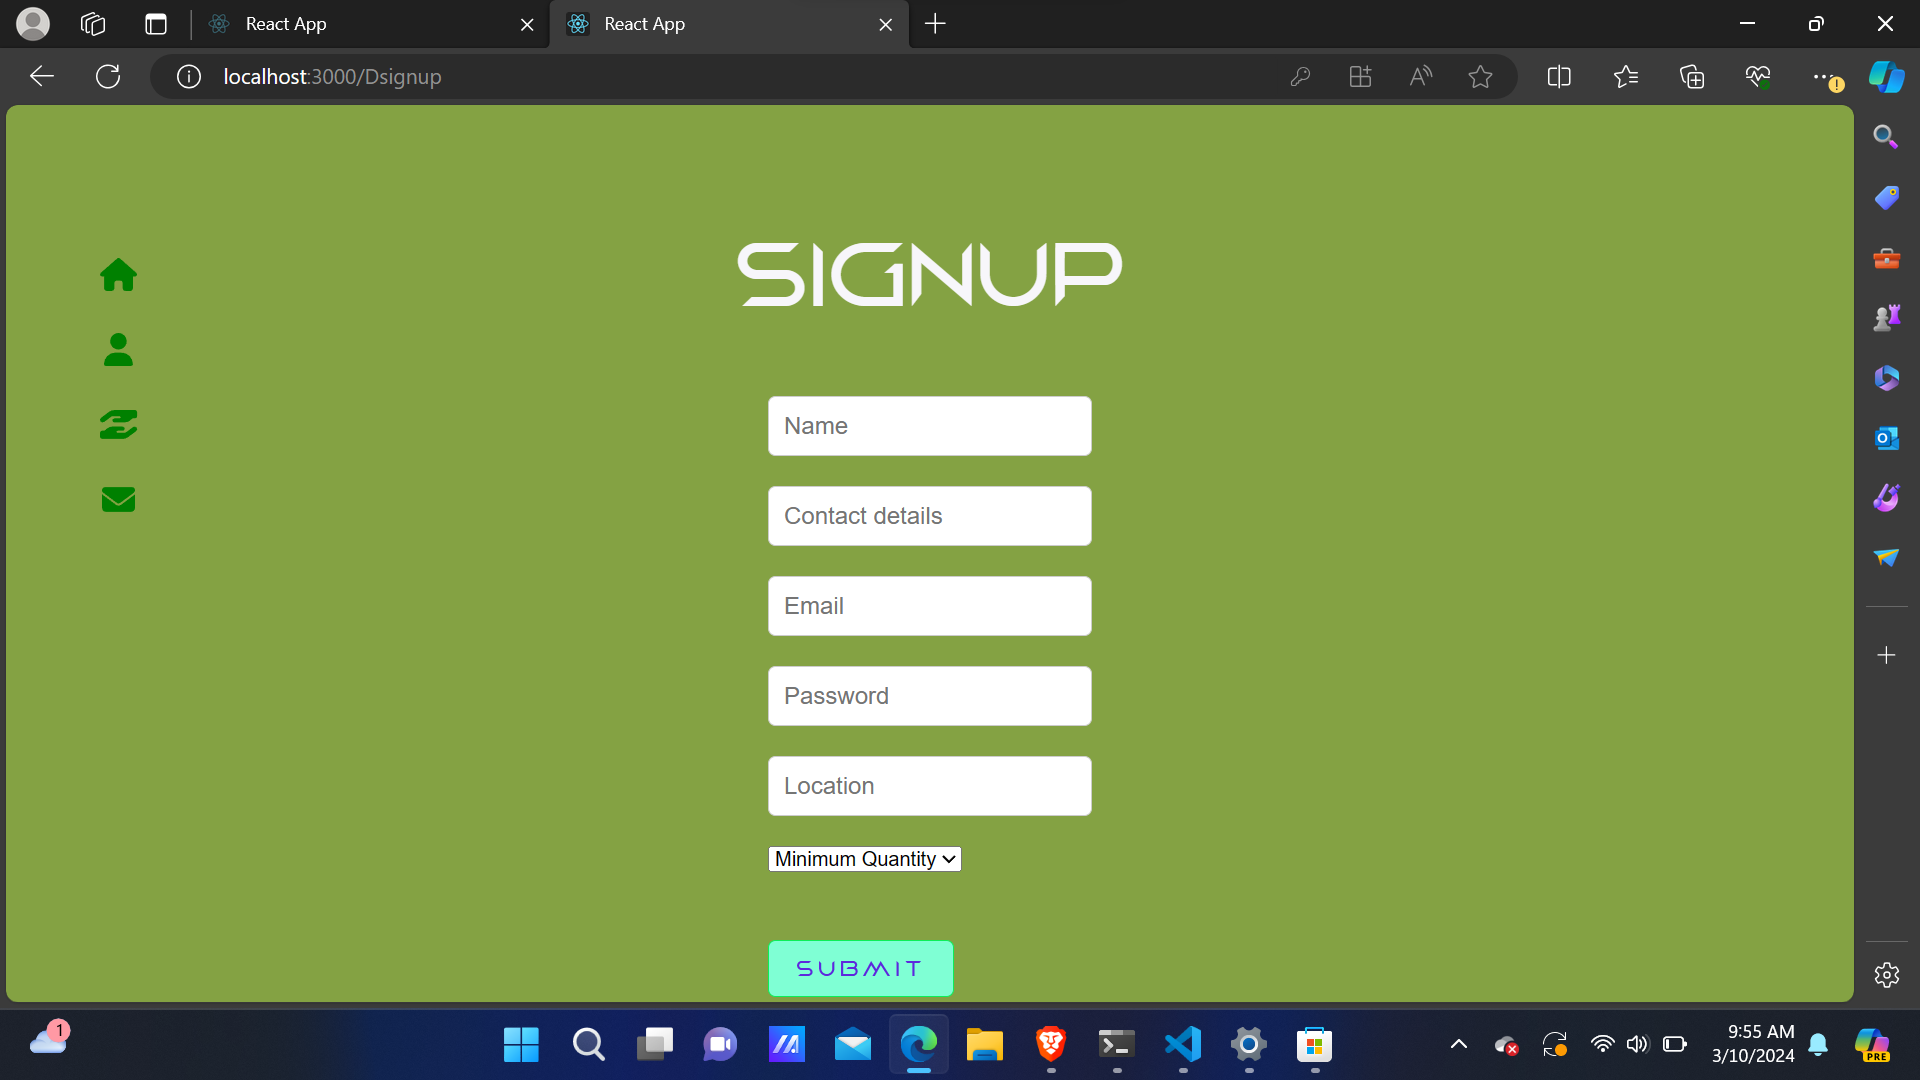 React App
React App
localhost:3000/Dsignup
SIGNUP
Name
Contact details
Email
Password
Location
Minimum Quantity
SUBMIT
1
9:55 AM
3/10/2024
PRE